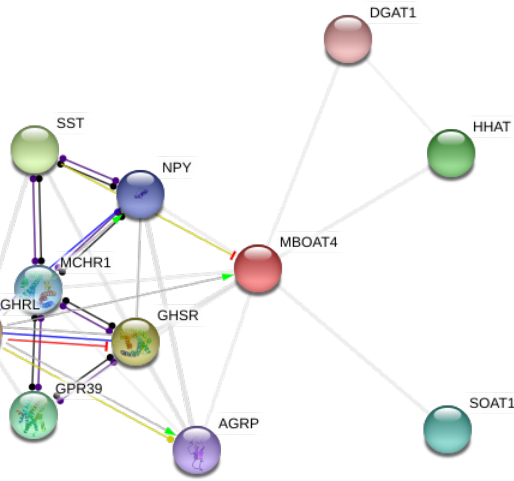 DGAT1
SST
HHAT
NPY
MBOAT4
MCHR1
GHRL
GHSR
GPR39
SOAT1
AGRP